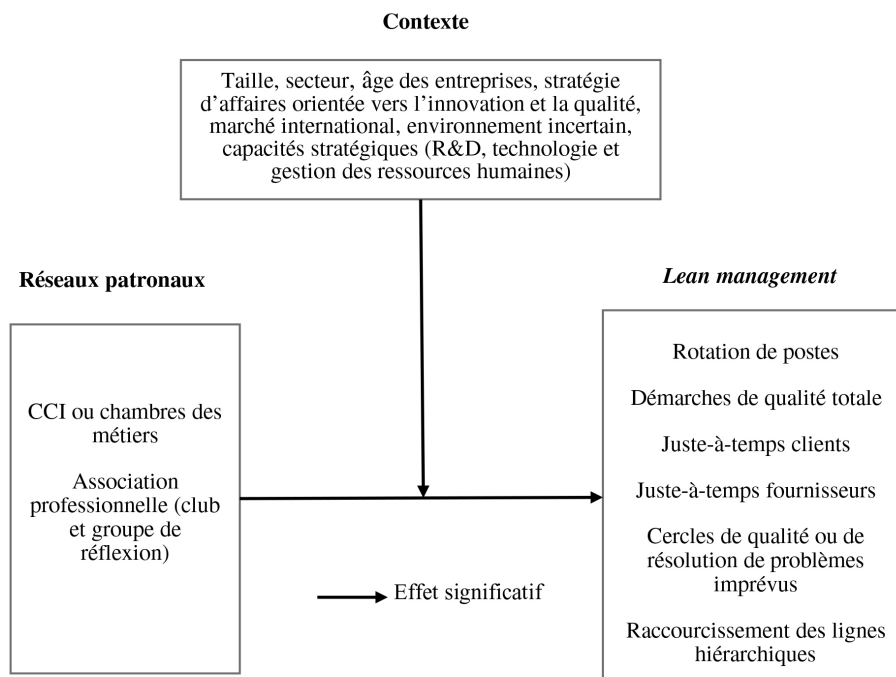 Contexte
Taille, secteur, âge des entreprises, stratégie
d’affaires orientée vers l’innovation et la qualité,
marché international, environnement incertain,
capacités stratégiques (R&D, technologie et
gestion des ressources humaines)
Réseaux patronaux
CCI ou chambres des
métiers
Association
professionnelle (club
et groupe de
réflexion)
Effet significatif
Lean management
Rotation de postes
Démarches de qualité totale
Juste-à-temps clients
Juste-à-temps fournisseurs
Cercles de qualité ou de
résolution de problèmes
imprévus
Raccourcissement des lignes
hiérarchiques